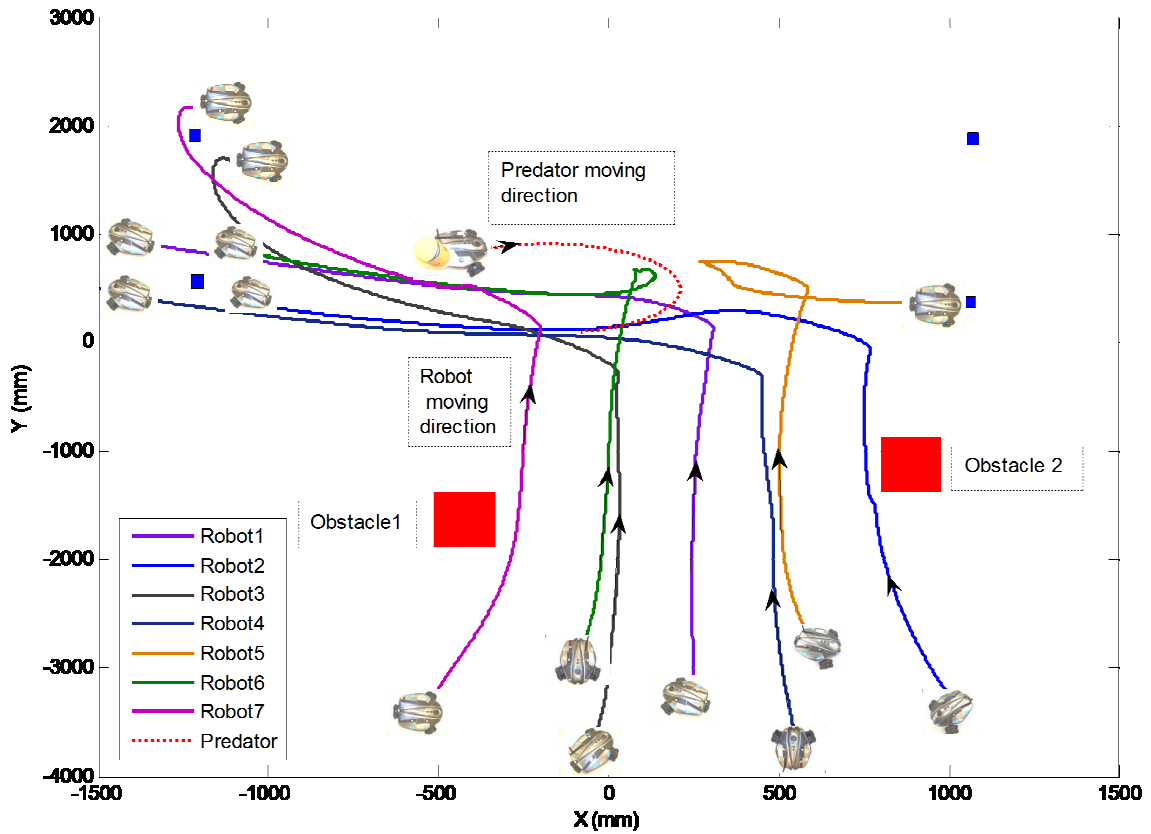 3000
2000
1000
0
-1000
-2000
-3000
-4000
Y (mm)
Predator moving
direction
Robot
moving
direction
Obstacle1
Obstacle 2
Robot1
Robot2
Robot3
Robot4
Robot5
Robot6
Robot7
Predator
-1500
-1000
-500
0
500
1000
1500
X (mm)